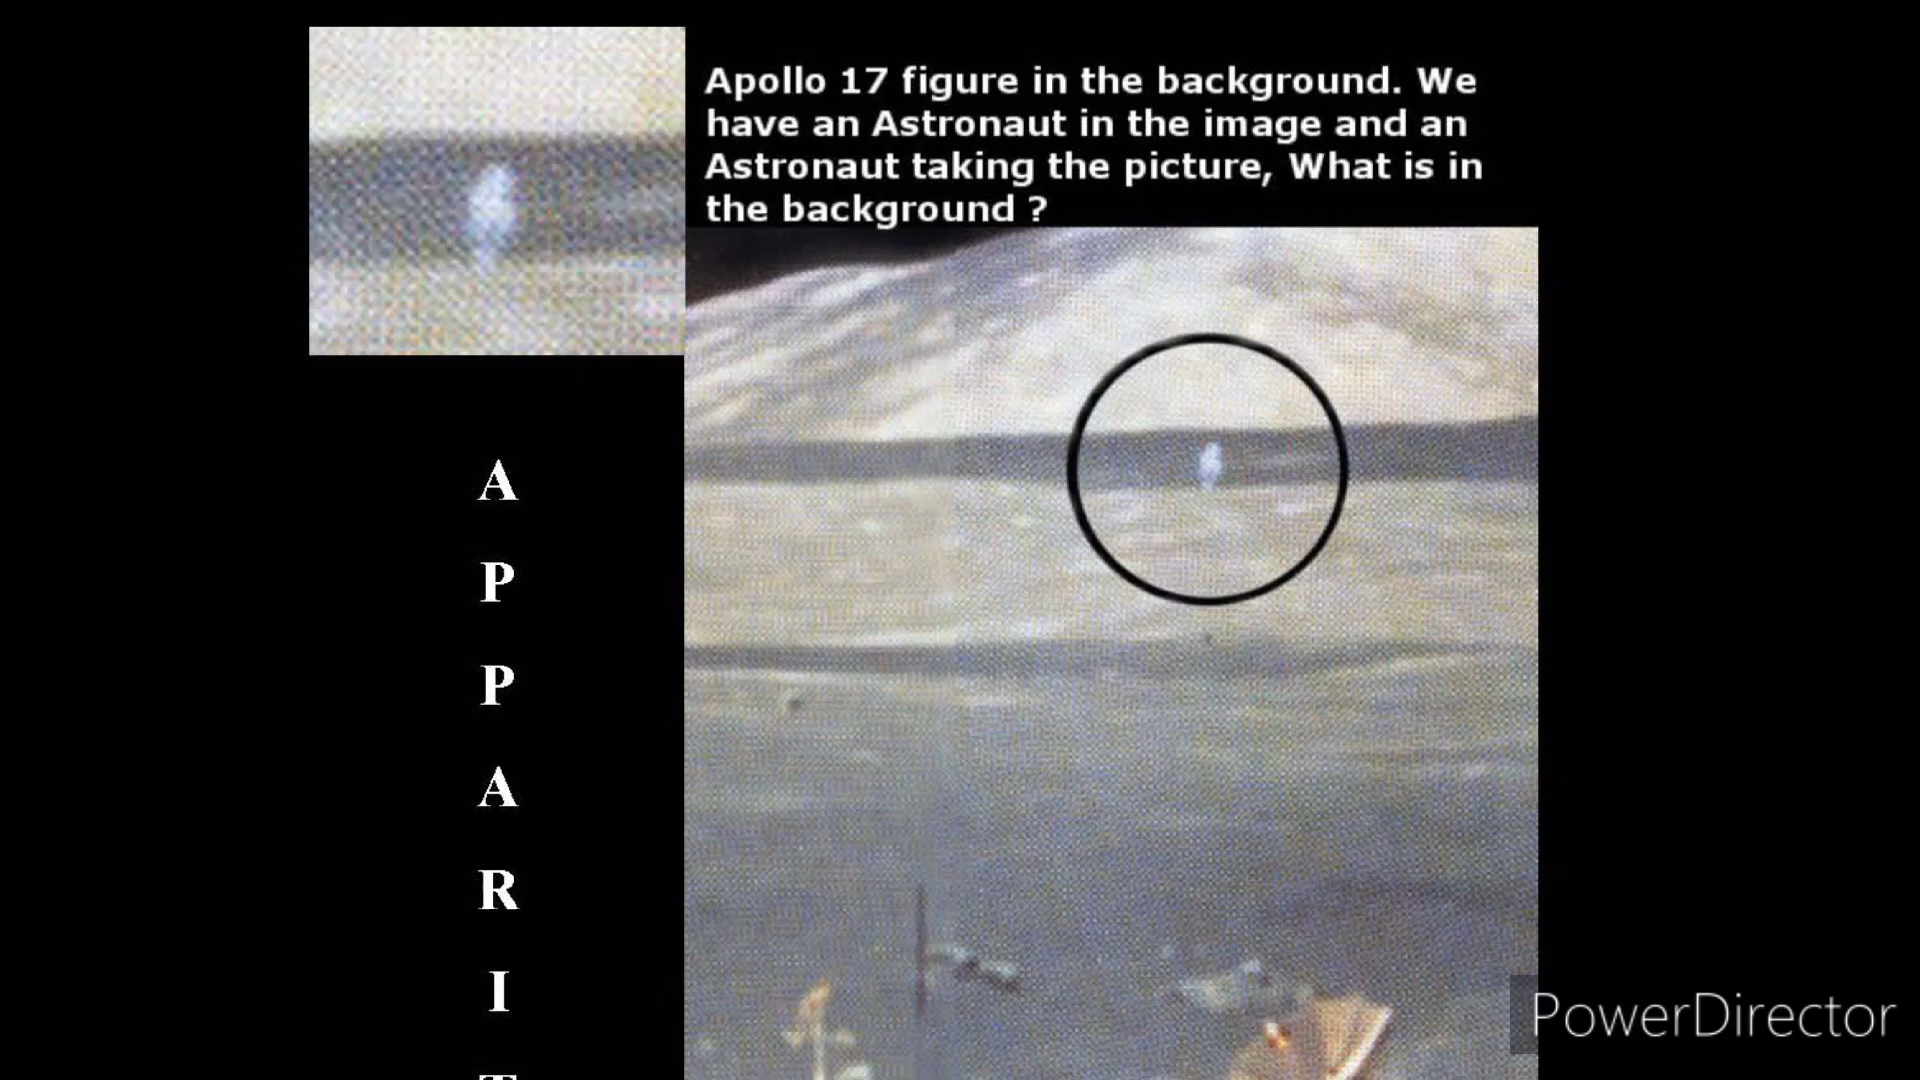 Apollo 17 figure in the background. We
have an Astronaut in the image and an
Astronaut taking the picture, What is in
the background ?
A
P
P
A
R
I
PowerDirector